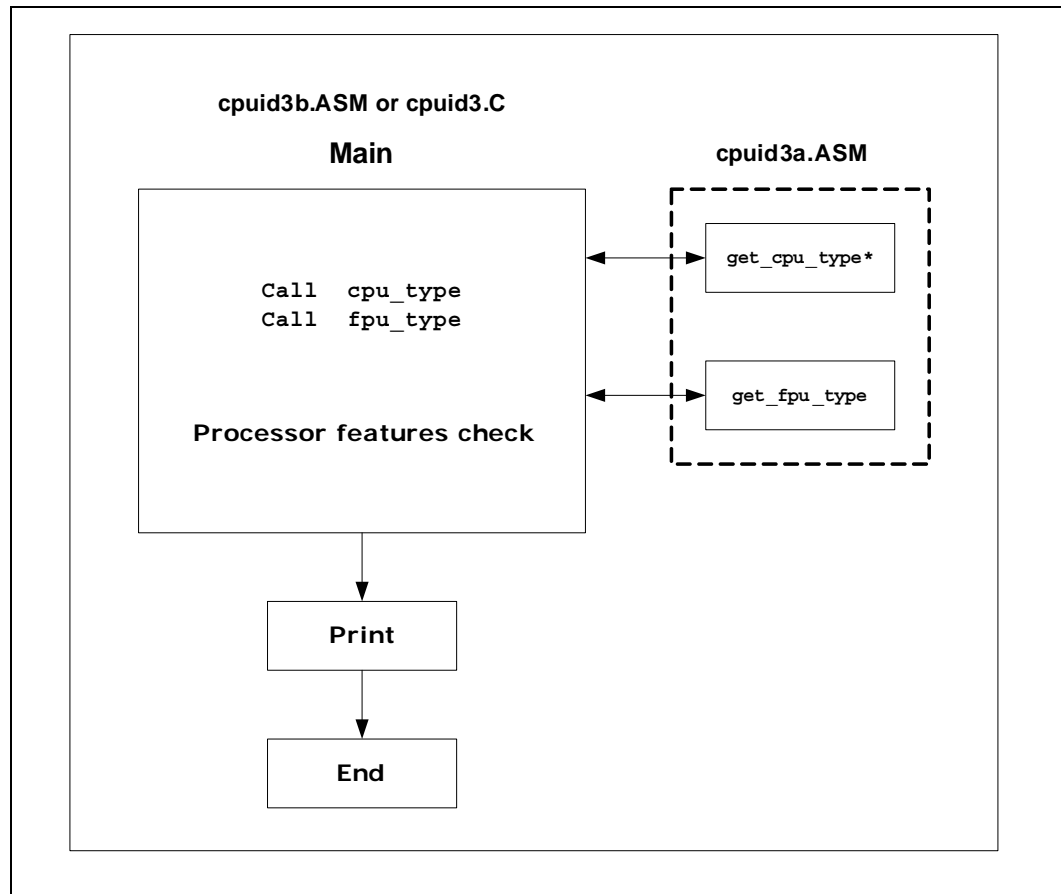 cpuid3b.ASM or cpuid3.C
Main
cpuid3a.ASM
Call cpu_type
Call fpu_type
Processor features check
get_cpu_type*
get_fpu_type
Print
End